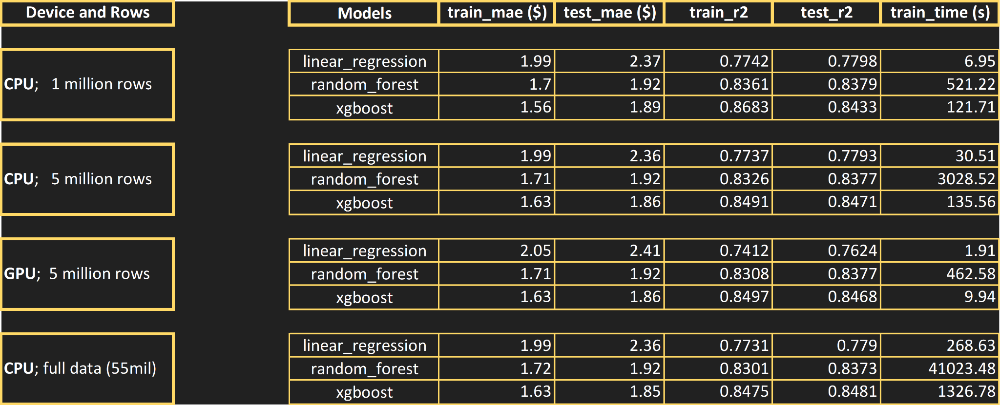 Device and Rows Models train_mae ($) test_mae ($) train_r2 test_r2 train_time (s)
CPU; 1 million rows
linear_regression 1.99 2.37 0.7742 0.7798 6.95
random_forest 1.7 1.92 0.8361 0.8379 521.22
xgboost 1.56 1.89 0.8683 0.8433 121.71
CPU; 5 million rows
linear_regression 1.99 2.36 0.7737 0.7793 30.51
random_forest 1.71 1.92 0.8326 0.8377 3028.52
xgboost 1.63 1.86 0.8491 0.8471 135.56
GPU; 5 million rows
linear_regression 2.05 2.41 0.7412 0.7624 1.91
random_forest 1.71 1.92 0.8308 0.8377 462.58
xgboost 1.63 1.86 0.8497 0.8468 9.94
CPU; full data (55mil)
linear_regression 1.99 2.36 0.7731 0.779 268.63
random_forest 1.72 1.92 0.8301 0.8373 41023.48
xgboost 1.63 1.85 0.8475 0.8481 1326.78